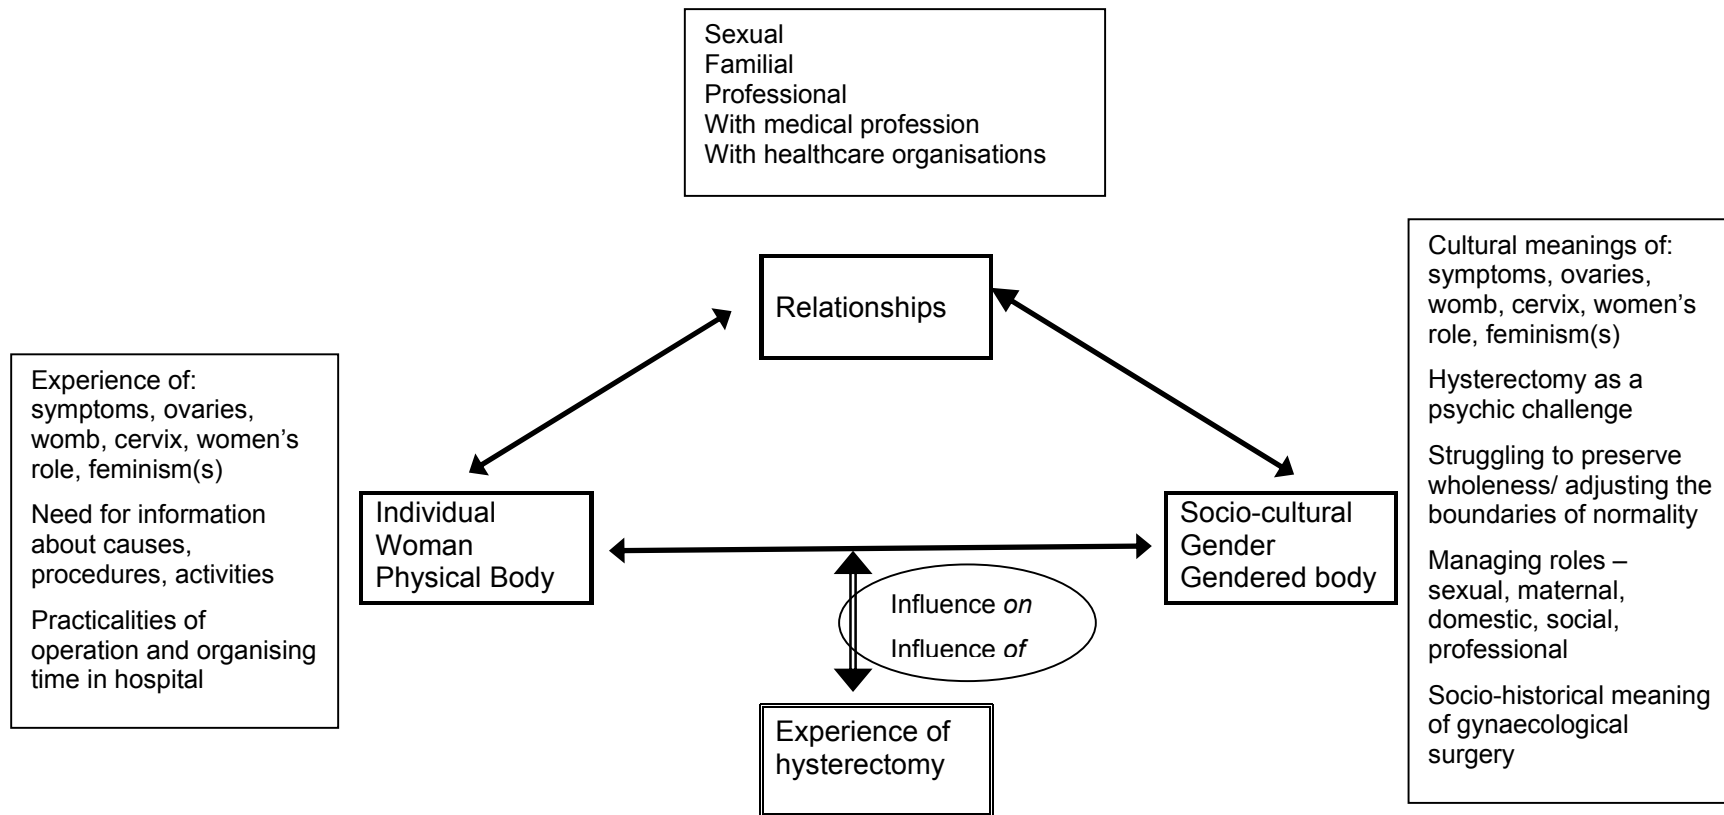 Sexual
Familial
Professional
With medical profession
With healthcare organisations
Relationships
Experience of:
symptoms, ovaries,
womb, cervix, women’s
role, feminism(s)
Need for information
about causes,
procedures, activities
Practicalities of
operation and organising
time in hospital
Individual
Woman
Physical Body
Socio-cultural
Gender
Gendered body
Cultural meanings of:
symptoms, ovaries,
womb, cervix, women’s
role, feminism(s)
Hysterectomy as a
psychic challenge
Struggling to preserve
wholeness/ adjusting the
boundaries of normality
Managing roles –
sexual, maternal,
domestic, social,
professional
Socio-historical meaning
of gynaecological
surgery
Influence on
Influence of
Experience of
hysterectomy